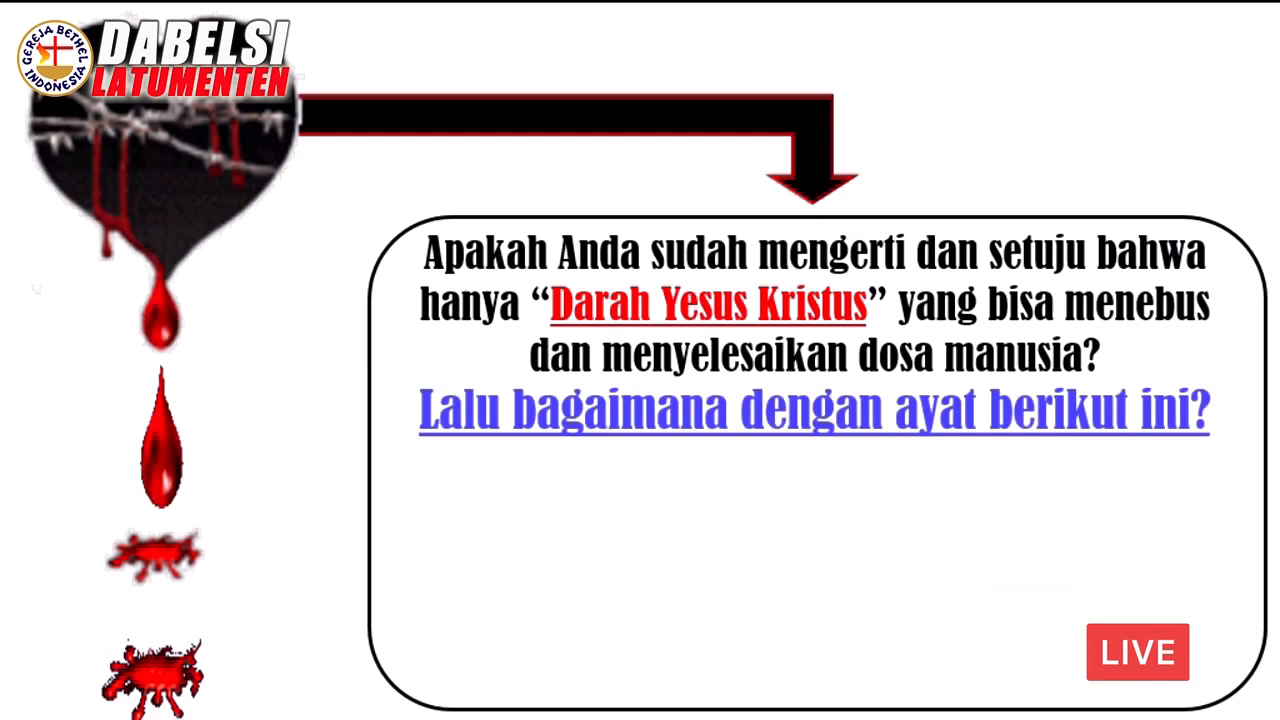 GEREJA BETHEL INDONESIA
DABELSI
LATUMENTEN
Apakah Anda sudah mengerti dan setuju bahwa
hanya “Darah Yesus Kristus” yang bisa menebus
dan menyelesaikan dosa manusia?
Lalu bagaimana dengan ayat berikut ini?
LIVE